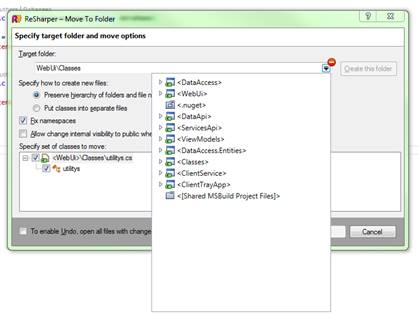 ReSharper – Move To Folder
Specify target folder and move options
Target folder:
WebUi\Classes
Create this folder
Specify how to create new files:
Preserve hierarchy of folders and file n
Put classes into separate files
Fix namespaces
Allow change internal visibility to public whe
Specify set of classes to move:
<WebUi>\Classes\utilitys.cs
utilitys
<DataAccess>
<WebUi>
<.nuget>
<DataApi>
<ServicesApi>
<ViewModels>
<DataAccess.Entities>
<Classes>
<ClientService>
<ClientTrayApp>
<[Shared MSBuild Project Files]>
To enable Undo, open all files with change
Cancel